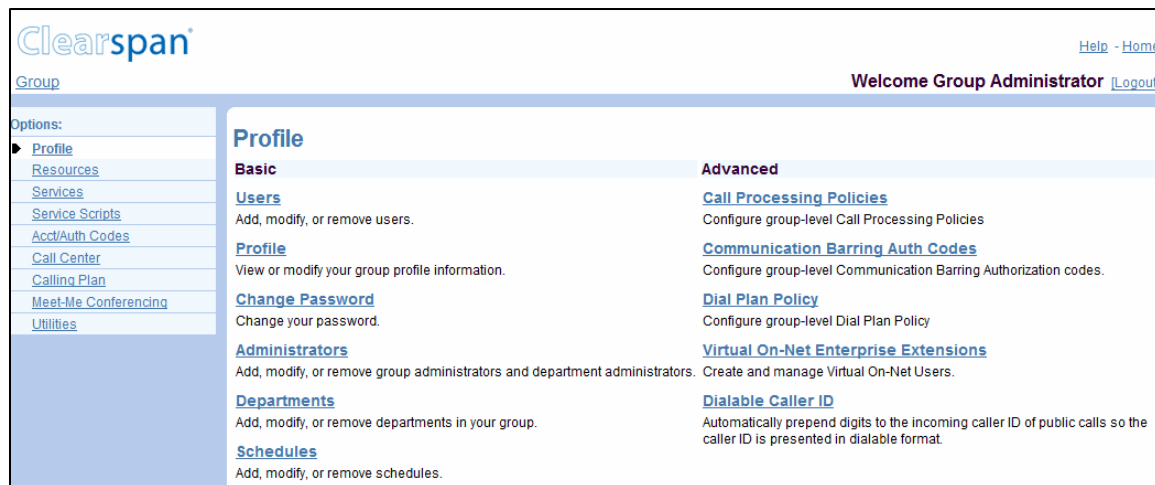 Clearspan
Help - Home
Group
Welcome Group Administrator [Logout
Options:
Profile
Resources
Services
Service Scripts
Acct/Auth Codes
Call Center
Calling Plan
Meet-Me Conferencing
Utilities
Profile
Basic
Users
Add, modify, or remove users.
Profile
View or modify your group profile information.
Change Password
Change your password.
Administrators
Add, modify, or remove group administrators and department administrators.
Departments
Add, modify, or remove departments in your group.
Schedules
Add, modify, or remove schedules.
Advanced
Call Processing Policies
Configure group-level Call Processing Policies
Communication Barring Auth Codes
Configure group-level Communication Barring Authorization codes.
Dial Plan Policy
Configure group-level Dial Plan Policy
Virtual On-Net Enterprise Extensions
Create and manage Virtual On-Net Users.
Dialable Caller ID
Automatically prepend digits to the incoming caller ID of public calls so the
caller ID is presented in dialable format.